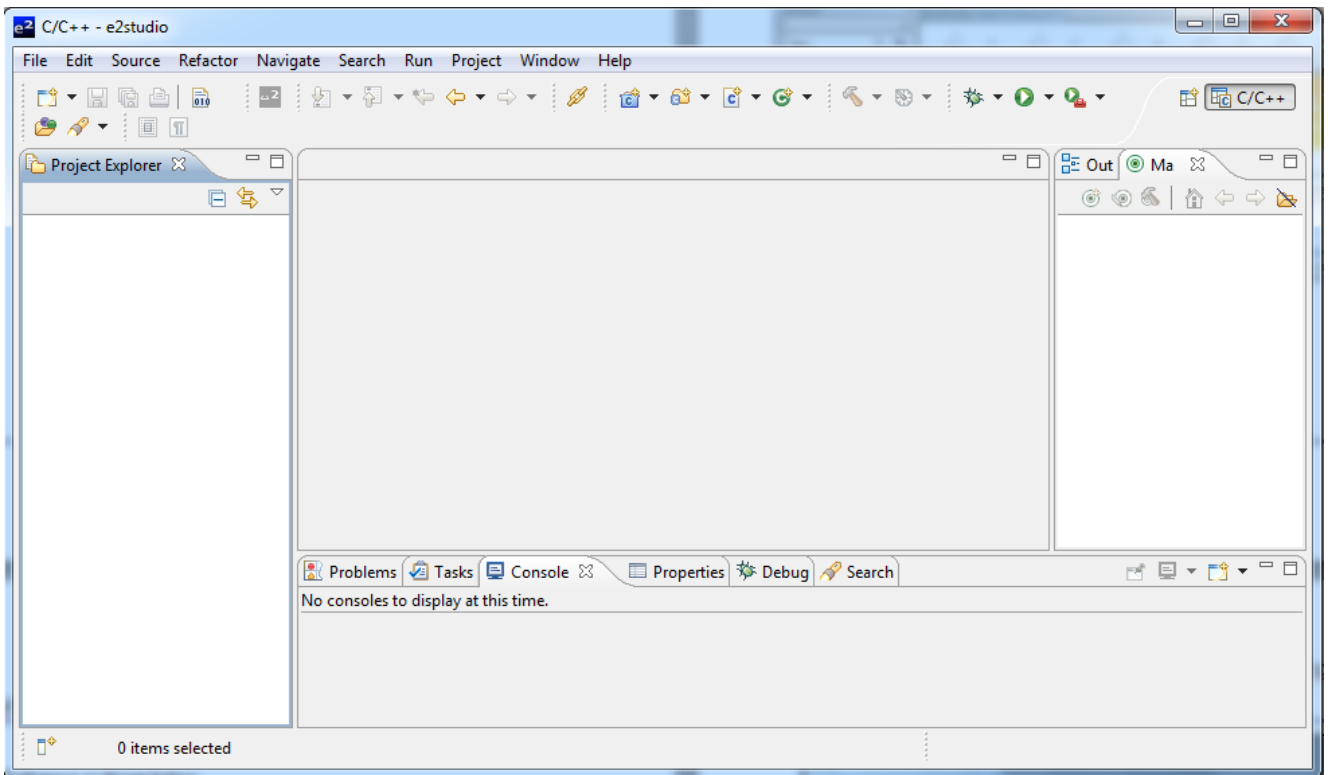 e2 C/C++ - e2studio
File Edit Source Refactor Navigate Search Run Project Window Help
C/C++
Project Explorer
Out Ma
Problems Tasks Console Properties Debug Search
No consoles to display at this time.
0 items selected